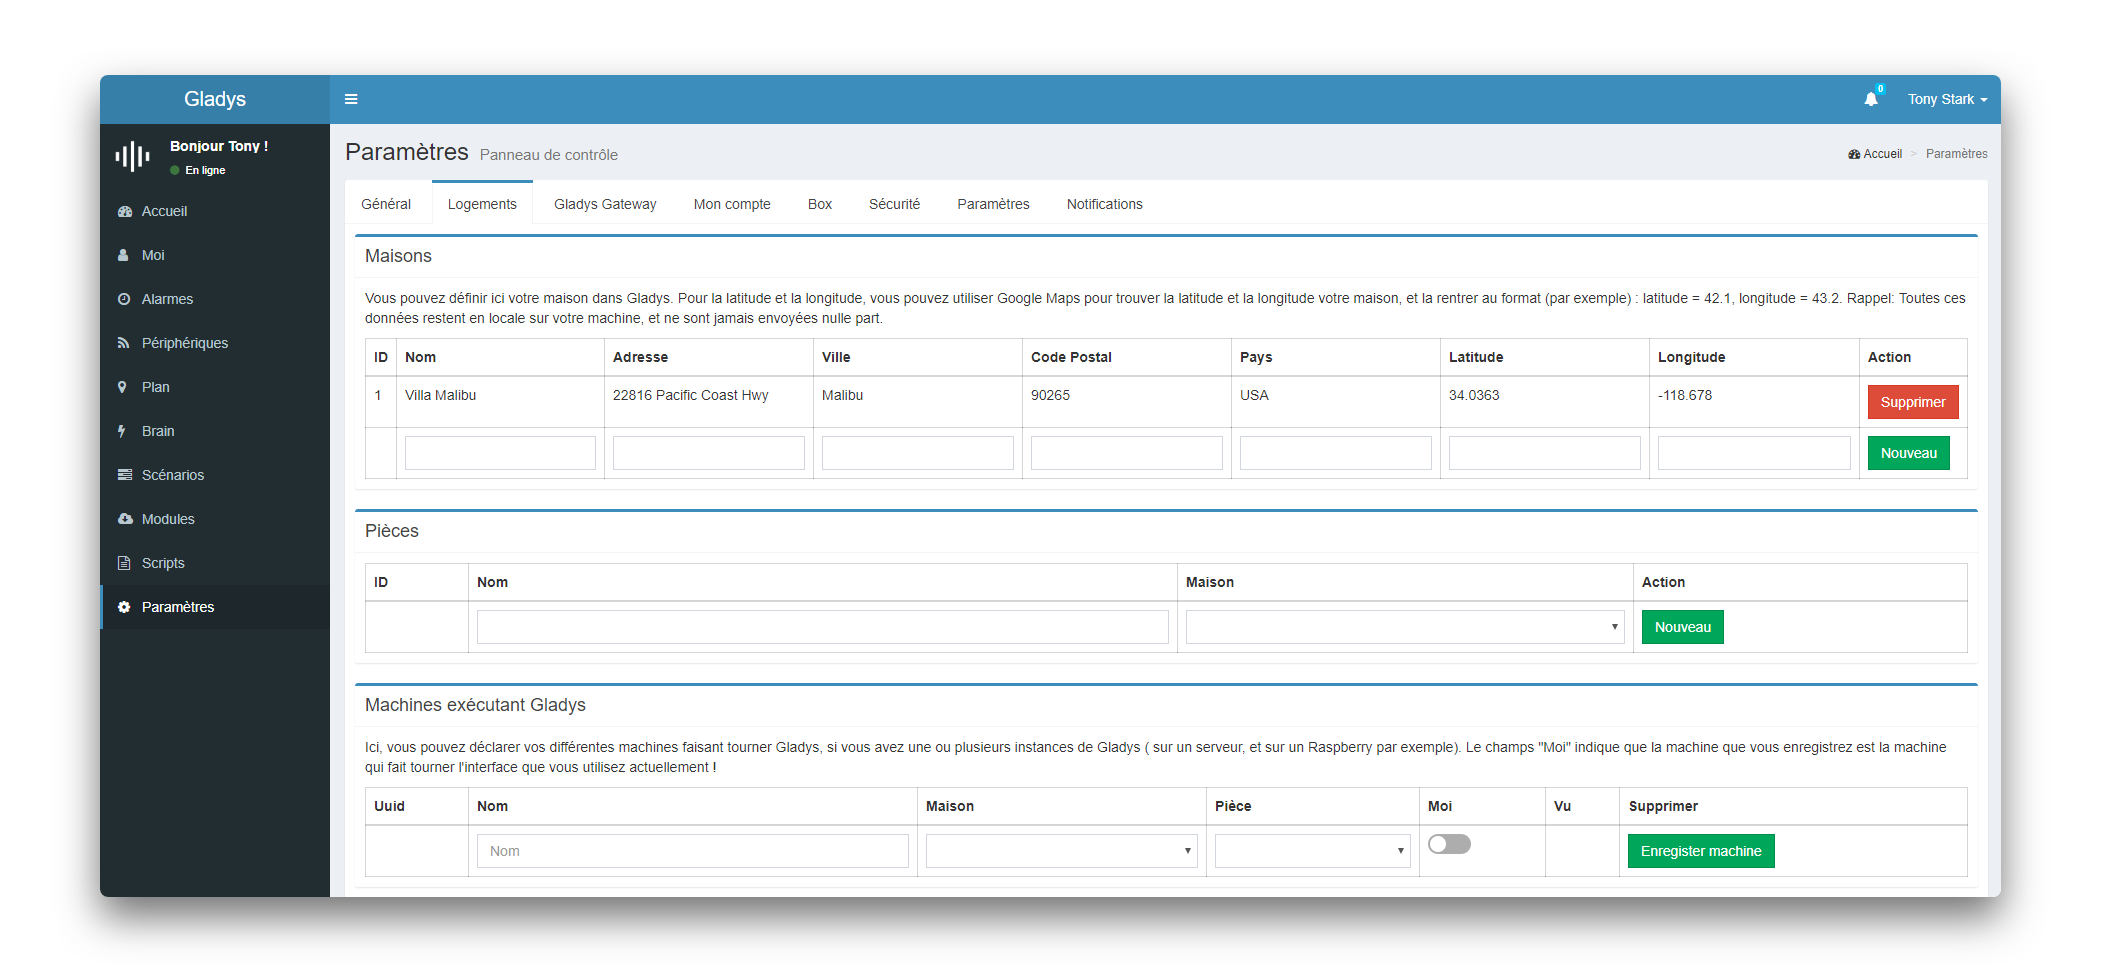 Gladys
0
Tony Stark
Bonjour Tony !
En ligne
Accueil
Moi
Alarmes
Périphériques
Plan
Brain
Scénarios
Modules
Scripts
Paramètres
Paramètres Panneau de contrôle
Accueil > Paramètres
Général Logements Gladys Gateway Mon compte Box Sécurité Paramètres Notifications
Maisons
Vous pouvez définir ici votre maison dans Gladys. Pour la latitude et la longitude, vous pouvez utiliser Google Maps pour trouver la latitude et la longitude votre maison, et la rentrer au format (par exemple) : latitude = 42.1, longitude = 43.2. Rappel: Toutes ces
données restent en locale sur votre machine, et ne sont jamais envoyées nulle part.
ID Nom Adresse Ville Code Postal Pays Latitude Longitude Action
1 Villa Malibu 22816 Pacific Coast Hwy Malibu 90265 USA 34.0363 -118.678 Supprimer
Nouveau
Pièces
ID Nom Maison Action
Nouveau
Machines exécutant Gladys
Ici, vous pouvez déclarer vos différentes machines faisant tourner Gladys, si vous avez une ou plusieurs instances de Gladys ( sur un serveur, et sur un Raspberry par exemple). Le champs "Moi" indique que la machine que vous enregistrez est la machine
qui fait tourner l'interface que vous utilisez actuellement !
Uuid Nom Maison Pièce Moi Vu Supprimer
Nom Enregister machine